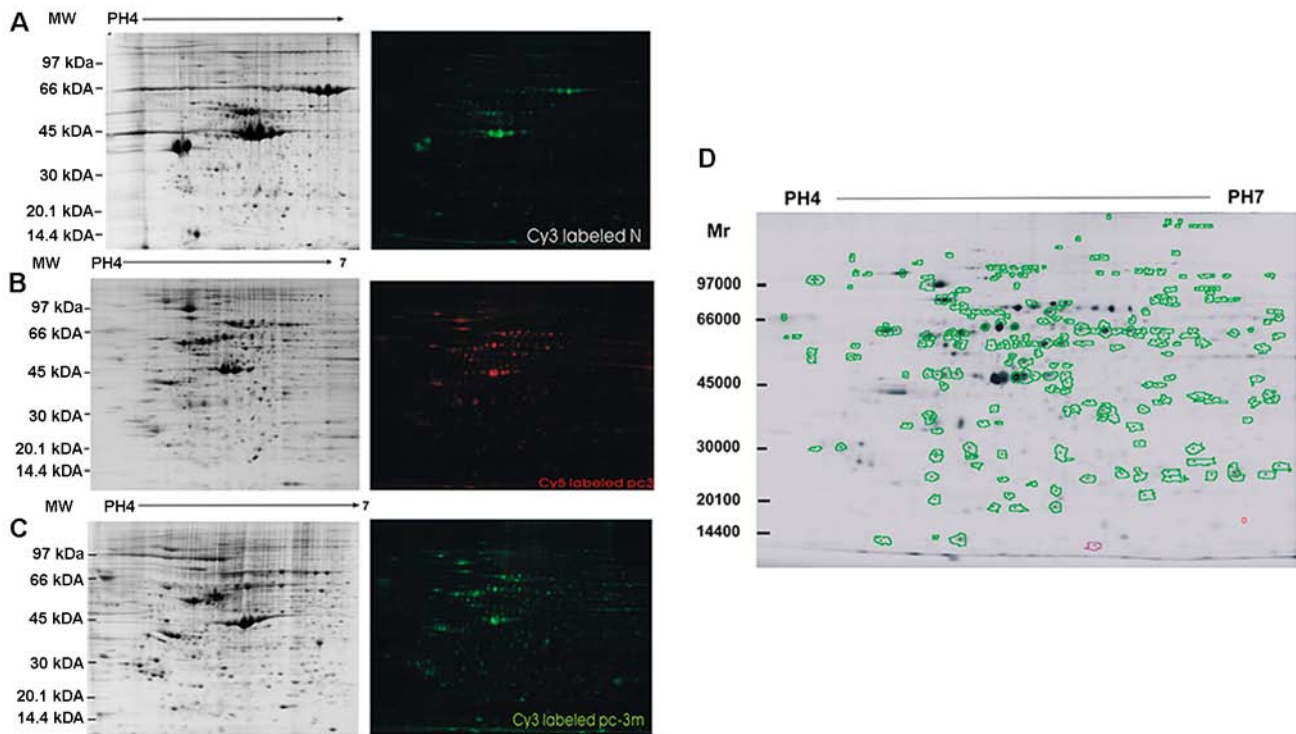 A
MW PH4
97 kDa
66 kDA
45 kDA
30 kDA
20.1 kDA
14.4 kDA
Cy3 labeled N
B
MW PH4 7
97 kDa
66 kDA
45 kDA
30 kDA
20.1 kDA
14.4 kDA
Cy5 labeled pc3
C
MW PH4 7
97 kDa
66 kDA
45 kDA
30 kDA
20.1 kDA
14.4 kDA
Cy3 labeled pc-3m
D
PH4 PH7
Mr
97000
66000
45000
30000
20100
14400